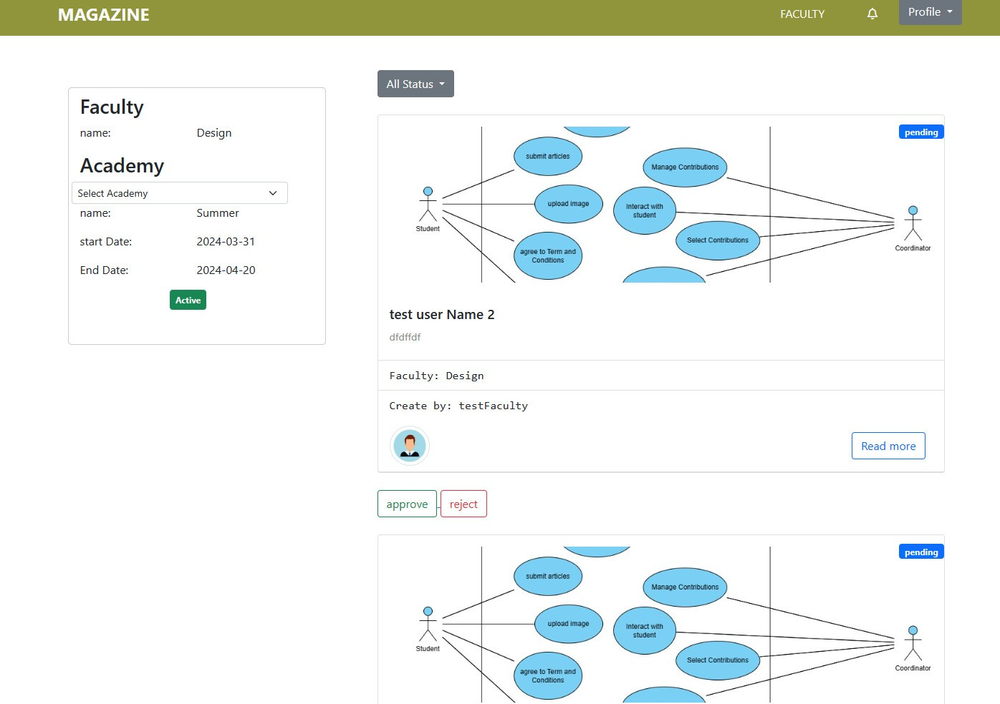 MAGAZINE
FACULTY
Profile
Faculty
name: Design
Academy
Select Academy
name: Summer
start Date: 2024-03-31
End Date: 2024-04-20
Active
All Status
pending
submit articles
Manage Contributions
upload image
Interact with
student
Student
Select Contributions
Coordinator
agree to Term and
Conditions
test user Name 2
dfdffdf
Faculty: Design
Create by: testFaculty
Read more
approve reject
pending
submit articles
Manage Contributions
upload image
Interact with
student
Student
Select Contributions
Coordinator
agree to Term and
Conditions